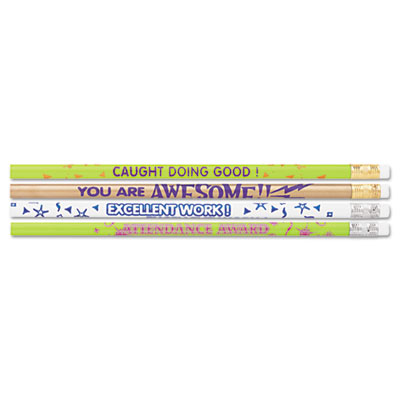 CAUGHT DOING GOOD !
YOU ARE AWESOME!!
EXCELLENT WORK !
ATTENDANCE AWARD